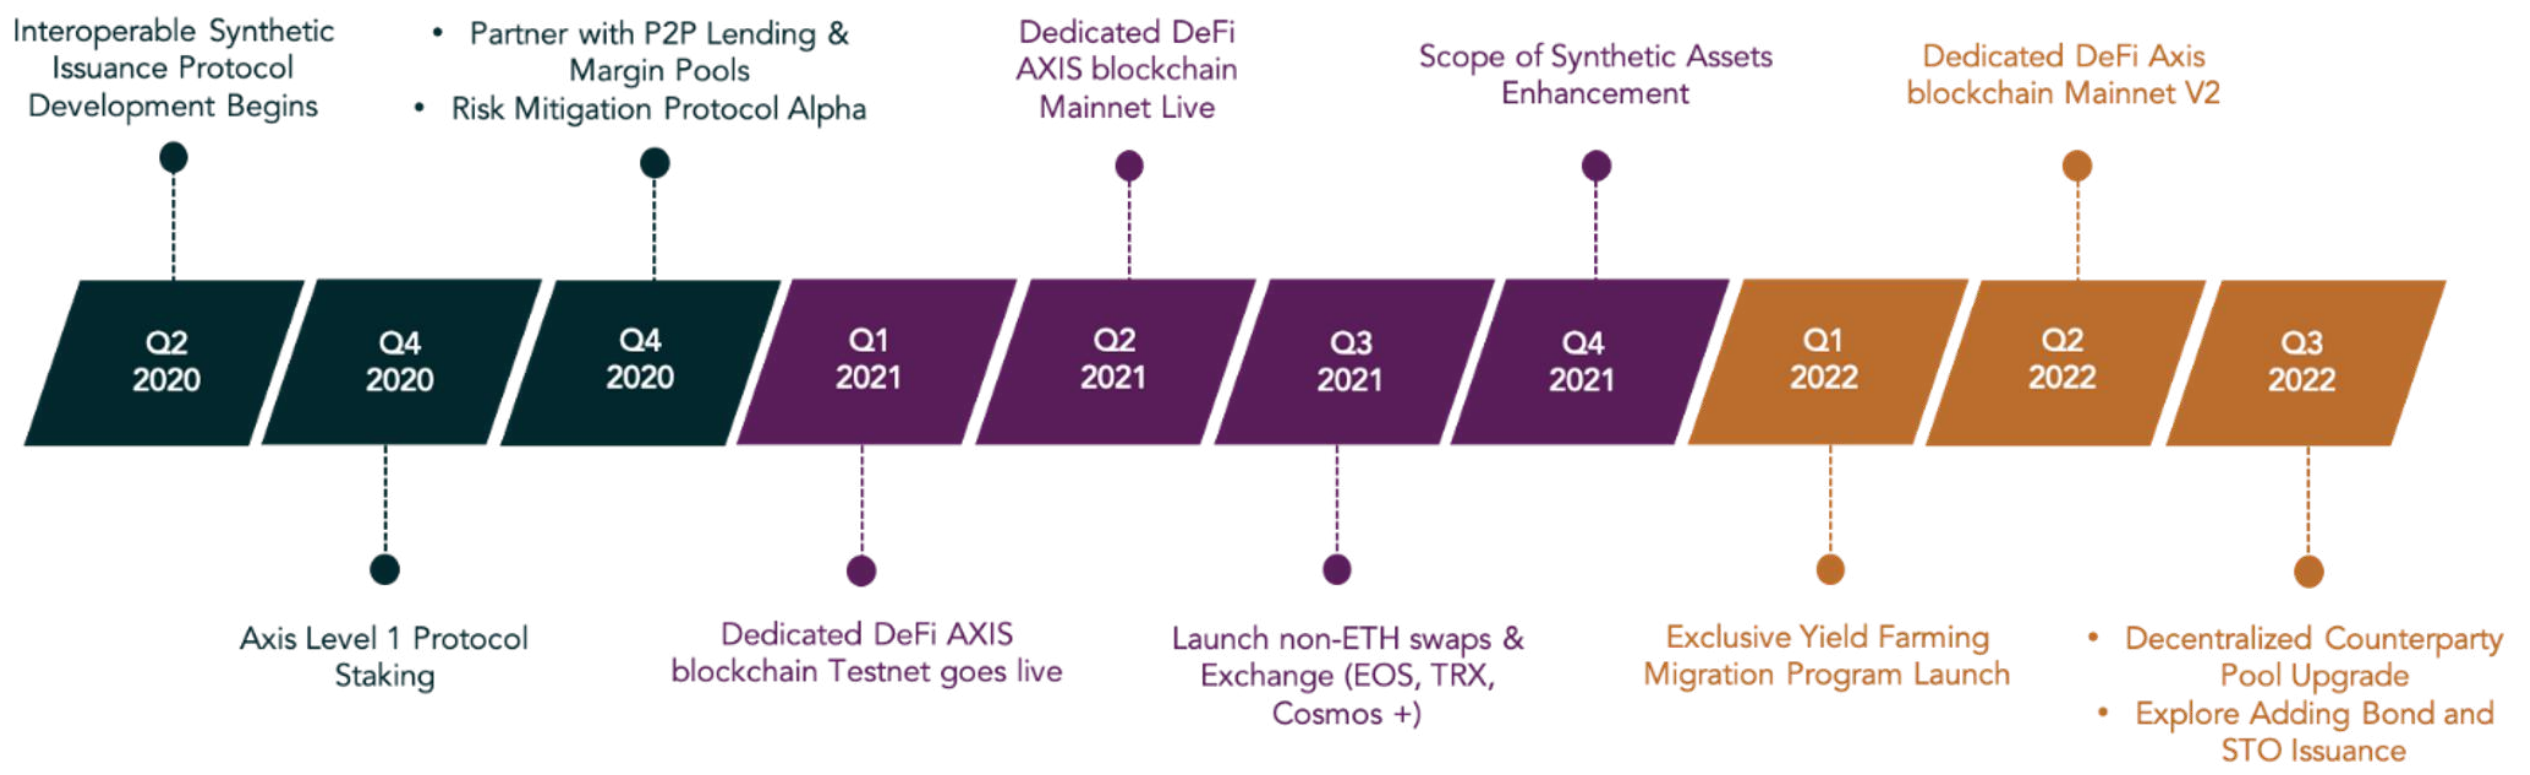 Interoperable Synthetic
Issuance Protocol
Development Begins
• Partner with P2P Lending &
Margin Pools
• Risk Mitigation Protocol Alpha
Dedicated DeFi
AXIS blockchain
Mainnet Live
Scope of Synthetic Assets
Enhancement
Dedicated DeFi Axis
blockchain Mainnet V2
Q2
2020
Q4
2020
Q4
2020
Q1
2021
Q2
2021
Q3
2021
Q4
2021
Q1
2022
Q2
2022
Q3
2022
Axis Level 1 Protocol
Staking
Dedicated DeFi AXIS
blockchain Testnet goes live
Launch non-ETH swaps &
Exchange (EOS, TRX,
Cosmos +)
Exclusive Yield Farming
Migration Program Launch
• Decentralized Counterparty
Pool Upgrade
• Explore Adding Bond and
STO Issuance